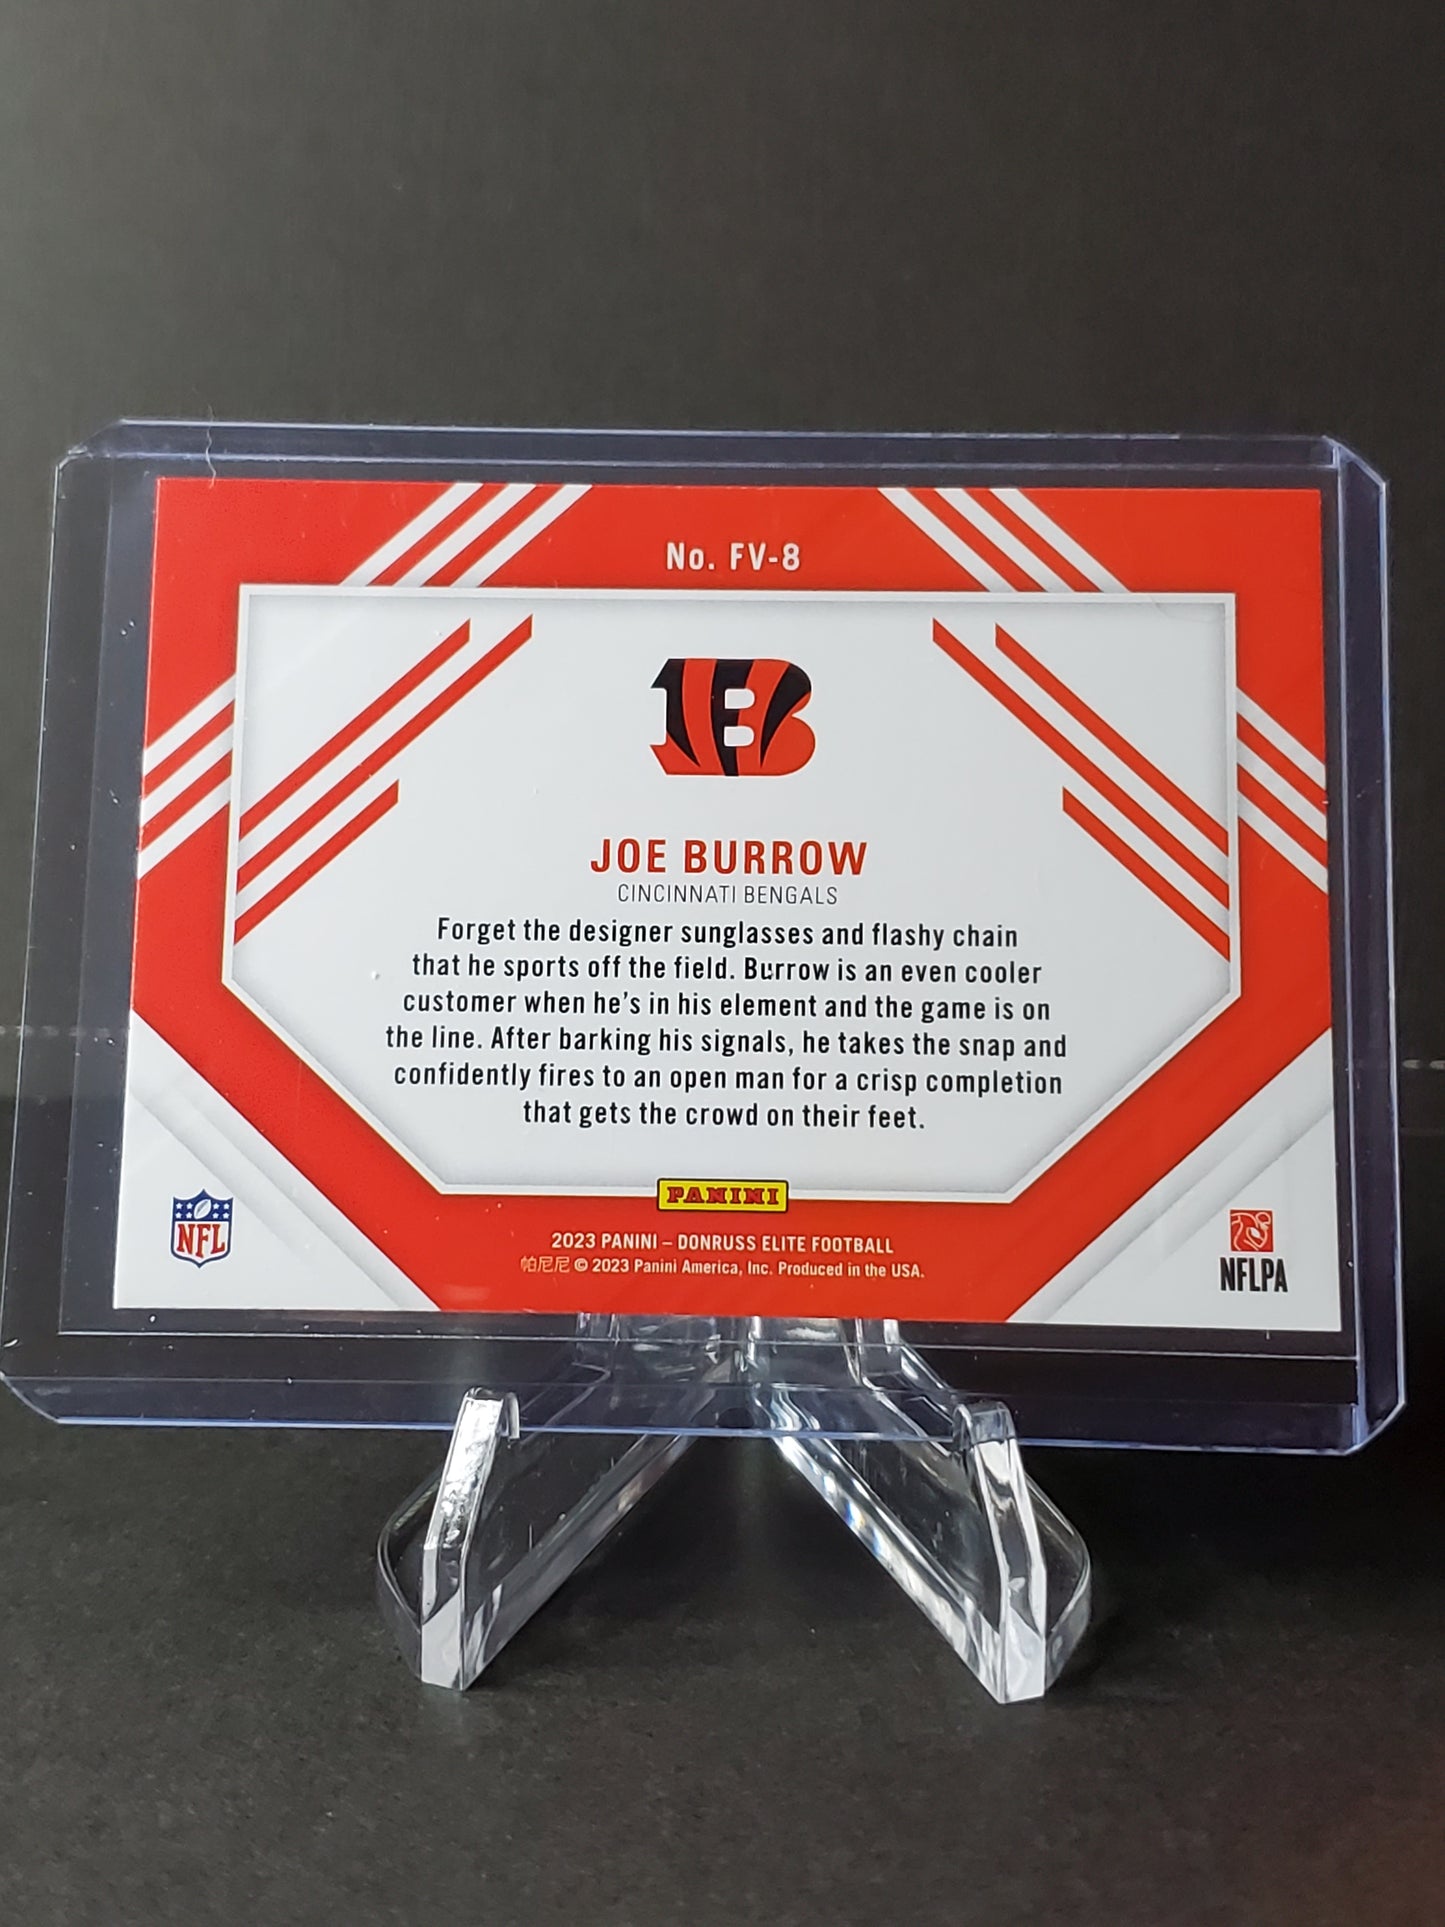 No. FV-8
B
JOE BURROW
CINCINNATI BENGALS
Forget the designer sunglasses and flashy chain
that he sports off the field. Burrow is an even cooler
customer when he's in his element and the game is on
the line. After barking his signals, he takes the snap and
confidently fires to an open man for a crisp completion
that gets the crowd on their feet.
PANINI
NFL
2023 PANINI – DONRUSS ELITE FOOTBALL
帕尼尼 © 2023 Panini America, Inc. Produced in the USA.
NFLPA